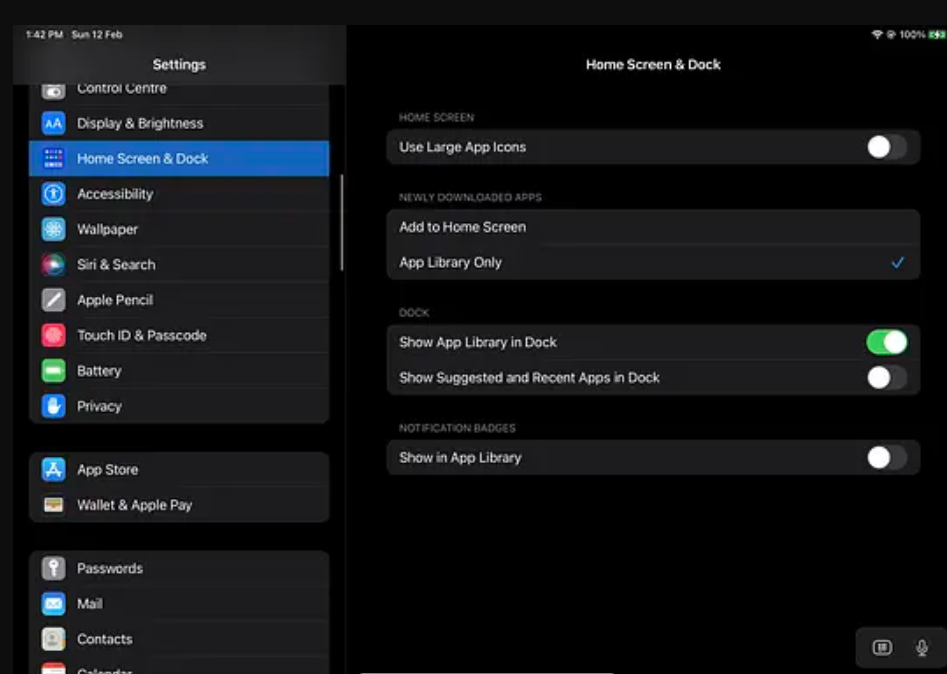 1:42 PM Sun 12 Feb
100%
Settings
Control Centre
Display & Brightness
Home Screen & Dock
Accessibility
Wallpaper
Siri & Search
Apple Pencil
Touch ID & Passcode
Battery
Privacy
App Store
Wallet & Apple Pay
Passwords
Mail
Contacts
Calendar
Home Screen & Dock
HOME SCREEN
Use Large App Icons
NEWLY DOWNLOADED APPS
Add to Home Screen
App Library Only
DOCK
Show App Library in Dock
Show Suggested and Recent Apps in Dock
NOTIFICATION BADGES
Show in App Library